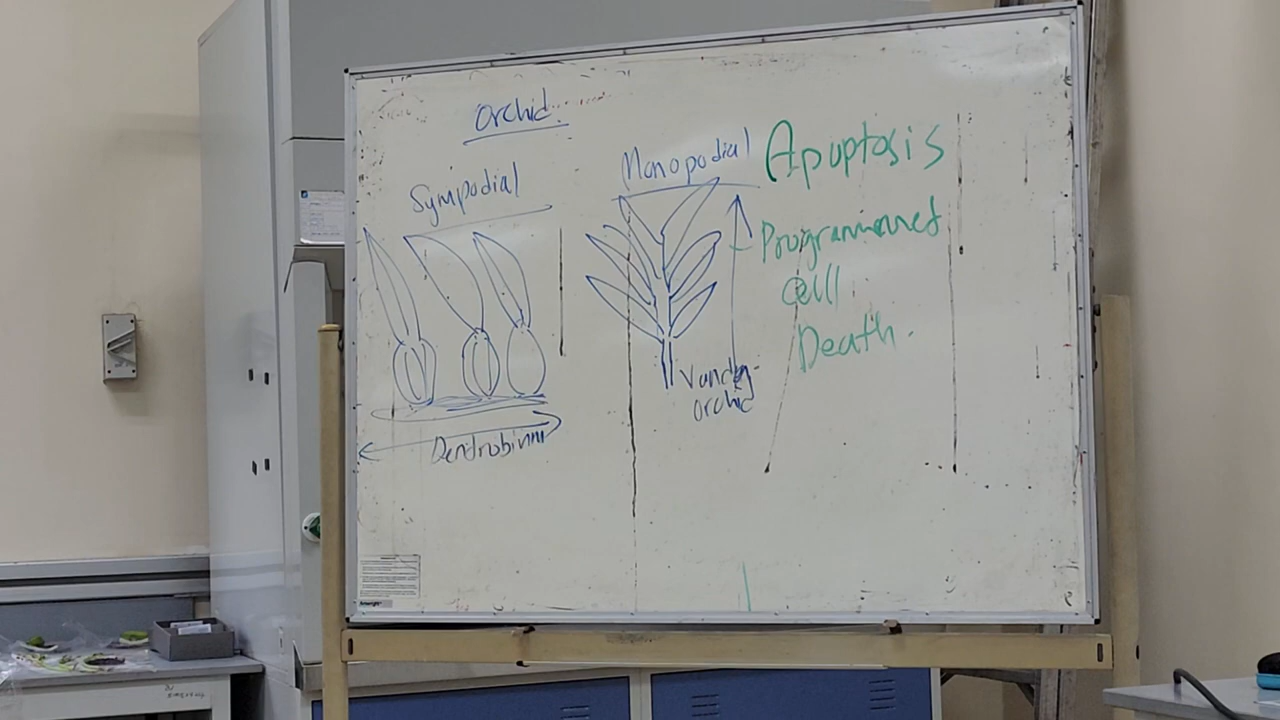 Orchid.
Sympodial
Dendrobium
Monopodial
Vanda-
orchid
Apoptosis
Programmed
cell
Death.